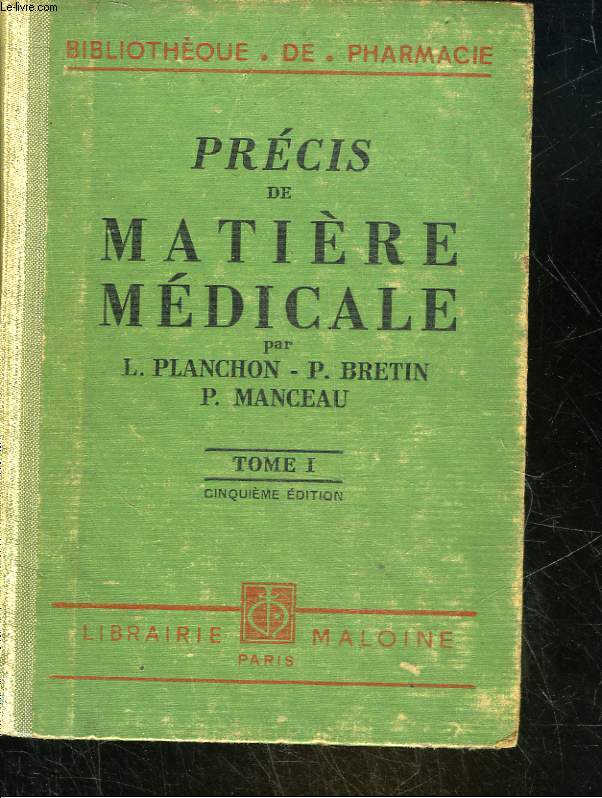 Le-livre.com
BIBLIOTHÈQUE . DE . PHARMACIE
PRÉCIS
DE
MATIÈRE
MÉDICALE
par
L. PLANCHON - P. BRETIN
P. MANCEAU
TOME I
CINQUIÈME ÉDITION
LIBRAIRIE MALOINE
PARIS